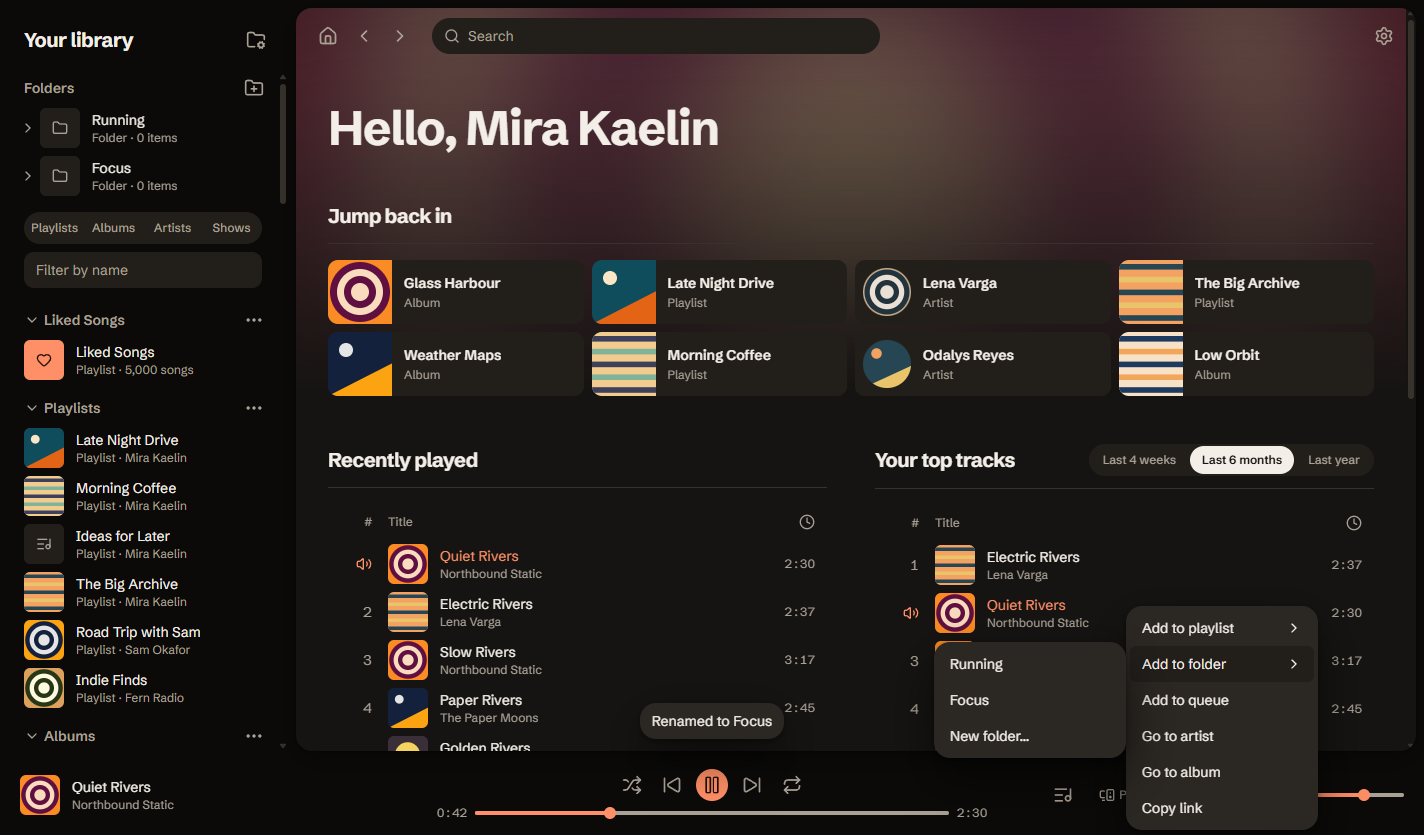 Your library
Folders
Running
Folder · 0 items
Focus
Folder · 0 items
Playlists Albums Artists Shows
Filter by name
Liked Songs
Liked Songs
Playlist · 5,000 songs
Playlists
Late Night Drive
Playlist · Mira Kaelin
Morning Coffee
Playlist · Mira Kaelin
Ideas for Later
Playlist · Mira Kaelin
The Big Archive
Playlist · Mira Kaelin
Road Trip with Sam
Playlist · Sam Okafor
Indie Finds
Playlist · Fern Radio
Albums
Search
Hello, Mira Kaelin
Jump back in
Glass Harbour
Album
Late Night Drive
Playlist
Lena Varga
Artist
The Big Archive
Playlist
Weather Maps
Album
Morning Coffee
Playlist
Odalys Reyes
Artist
Low Orbit
Album
Recently played
# Title
Quiet Rivers
Northbound Static
2:30
2
Electric Rivers
Lena Varga
2:37
3
Slow Rivers
Northbound Static
3:17
4
Paper Rivers
The Paper Moons
2:45
Golden Rivers
Your top tracks
Last 4 weeks Last 6 months Last year
# Title
1
Electric Rivers
Lena Varga
2:37
Quiet Rivers
Northbound Static
2:30
3
3:17
4
2:45
Add to playlist
Add to folder
Add to queue
Go to artist
Go to album
Copy link
Running
Focus
New folder...
Renamed to Focus
Quiet Rivers
Northbound Static
0:42
2:30